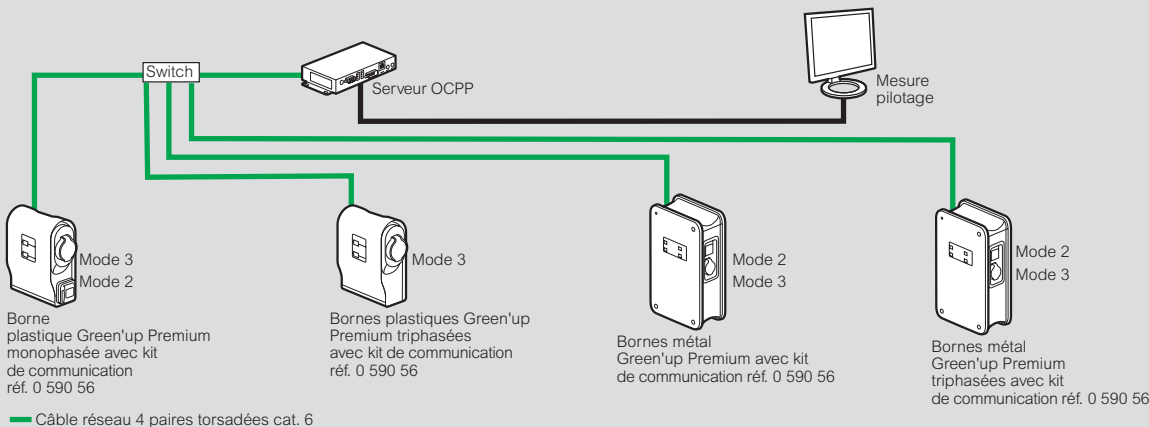 Switch
Serveur OCPP
Mesure
pilotage
Mode 3
Mode 2
Borne
plastique Green'up Premium
monophasée avec kit
de communication
réf. 0 590 56
Mode 3
Bornes plastiques Green'up
Premium triphasées
avec kit de communication
réf. 0 590 56
Mode 2
Mode 3
Bornes métal
Green'up Premium avec kit
de communication réf. 0 590 56
Mode 2
Mode 3
Bornes métal
Green'up Premium
triphasées avec kit
de communication réf. 0 590 56
Câble réseau 4 paires torsadées cat. 6